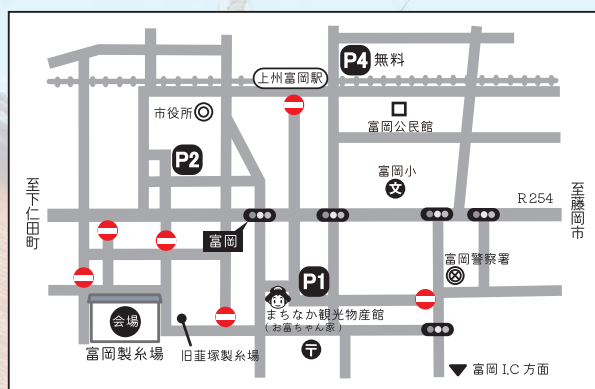 P4 無料
上州富岡駅
市役所
富岡公民館
P2
富岡小
文
至下仁田町
R254
至藤岡市
富岡
富岡警察署
P1
会場
まちなか観光物産館
(お富ちゃん家)
富岡製糸場
旧韮塚製糸場
〒
富岡 I.C 方面